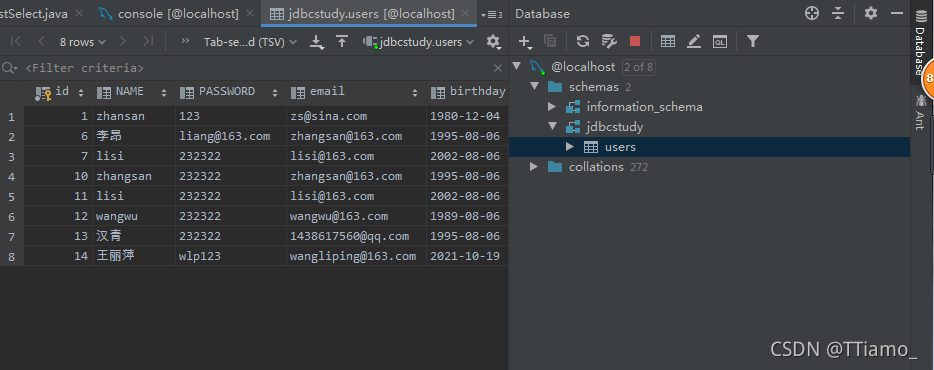 stSelect.java console [@localhost] jdbcstudy.users [@localhost] 3 Database
8 rows Tab-se...d (TSV) jdbcstudy.users
<Filter criteria>
id NAME PASSWORD email birthday
1 1 zhansan 123 zs@sina.com 1980-12-04
2 6 李昂 liang@163.com zhangsan@163.com 1995-08-06
3 7 lisi 232322 lisi@163.com 2002-08-06
4 10 zhangsan 232322 zhangsan@163.com 1995-08-06
5 11 lisi 232322 lisi@163.com 2002-08-06
6 12 wangwu 232322 wangwu@163.com 1989-08-06
7 13 汉青 232322 1438617560@qq.com 1995-08-06
8 14 王丽萍 wlp123 wangliping@163.com 2021-10-19
QL
@localhost 2 of 8
schemas 2
information_schema
jdbcstudy
users
collations 272
Database
8
Ant
CSDN @TTiamo_